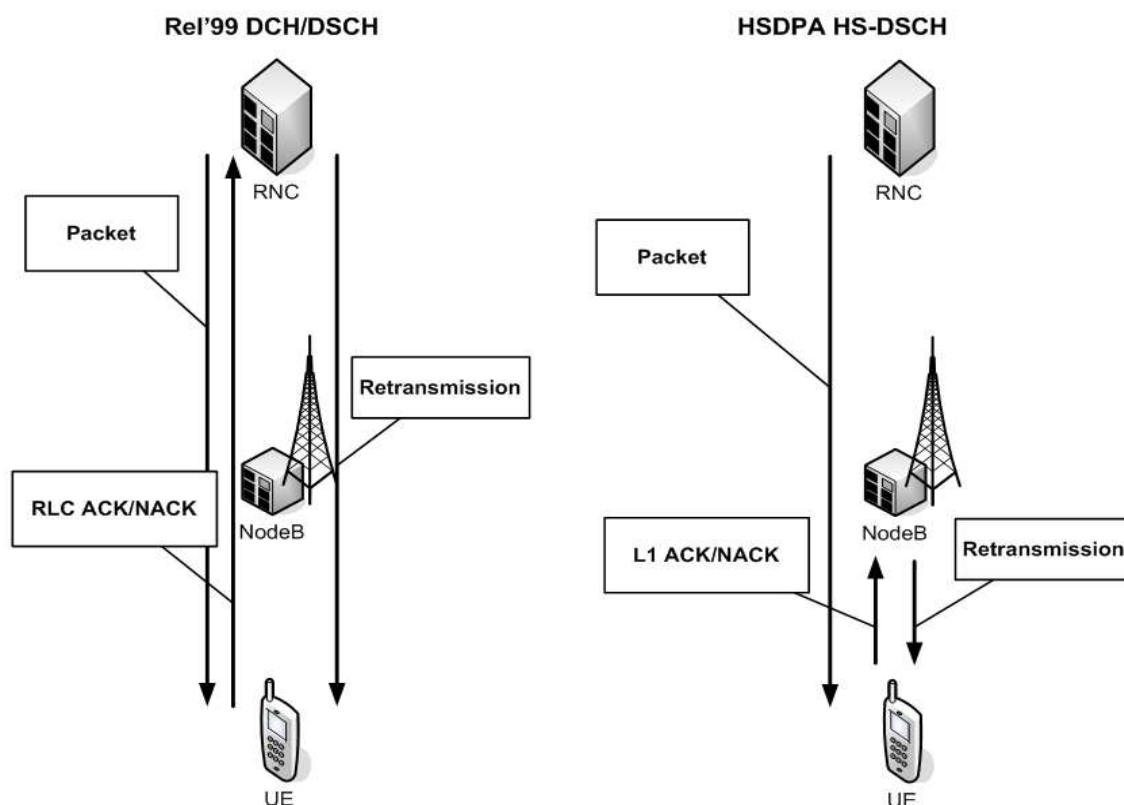 Rel'99 DCH/DSCH
RNC
Packet
Retransmission
RLC ACK/NACK
NodeB
UE
HSDPA HS-DSCH
RNC
Packet
NodeB
L1 ACK/NACK
Retransmission
UE